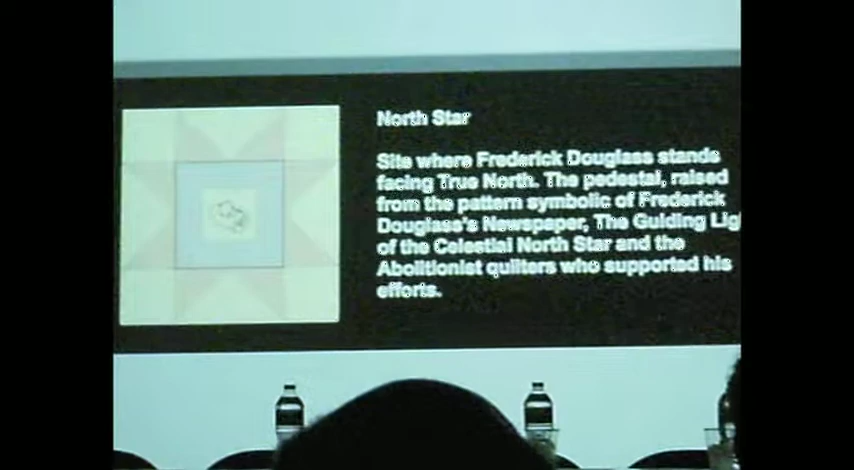 North Star
Site where Frederick Douglass stands
facing True North. The pedestal, raised
from the pattern symbolic of Frederick
Douglass's Newspaper, The Guiding Lig
of the Celestial North Star and the
Abolitionist quilters who supported his
efforts.